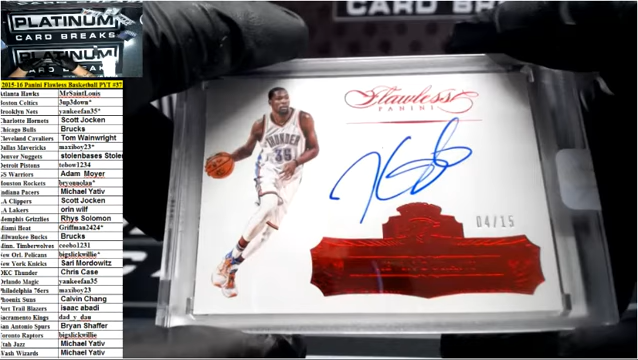 PLATINUM
CARD BREAKS
PLATINUM
CARD BREAKS
CARD BREAKS
2015-16 Panini Flawless Basketball PYT #37
Atlanta Hawks MrSaintLouis
Boston Celtics 3up3down*
Brooklyn Nets yankeefan35*
Charlotte Hornets Scott Jocken
Chicago Bulls Brucks
Cleveland Cavaliers Tom Wainwright
Dallas Mavericks maxiboy23*
Denver Nuggets stolenbases Stolen
Detroit Pistons tebow1234
GS Warriors Adam Moyer
Houston Rockets bryounolan*
Indiana Pacers Michael Yativ
LA Clippers Scott Jocken
LA Lakers orin wilf
Memphis Grizzlies Rhys Solomon
Miami Heat Griffman2424*
Milwaukee Bucks Brucks
Minn. Timberwolves ceebo1231
New Orl. Pelicans bigslickwillie*
New York Knicks Sari Mordowitz
OKC Thunder Chris Case
Orlando Magic yankeefan35
Philadelphia 76ers maxiboy23
Phoenix Suns Calvin Chang
Port Trail Blazers isaac abadi
Sacramento Kings dad_y_dau
San Antonio Spurs Bryan Shaffer
Toronto Raptors bigslickwillie
Utah Jazz Michael Yativ
Wash Wizards Michael Yativ
Flawless
PANINI
THUNDER
35
04/15